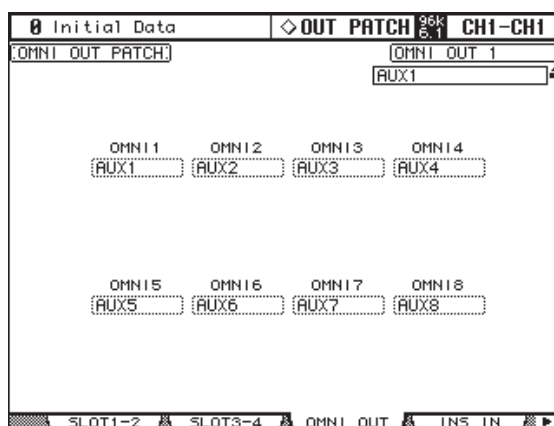 0 Initial Data ◇OUT PATCH 96k 6.1 CH1-CH1
OMNI OUT PATCH OMNI OUT 1
AUX1
OMNI1 OMNI2 OMNI3 OMNI4
AUX1 AUX2 AUX3 AUX4
OMNI5 OMNI6 OMNI7 OMNI8
AUX5 AUX6 AUX7 AUX8
SLOT1-2 SLOT3-4 OMNI OUT INS IN